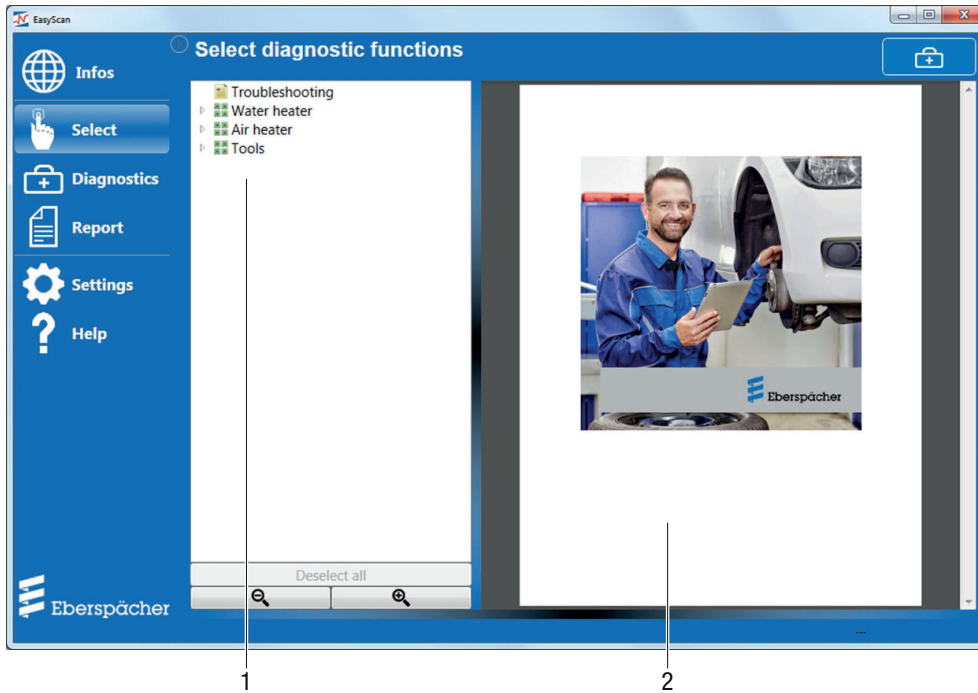 EasyScan
Select diagnostic functions
Infos
Select
Diagnostics
Report
Settings
Help
Troubleshooting
Water heater
Air heater
Tools
Eberspächer
Deselect all
Eberspächer
...
1
2